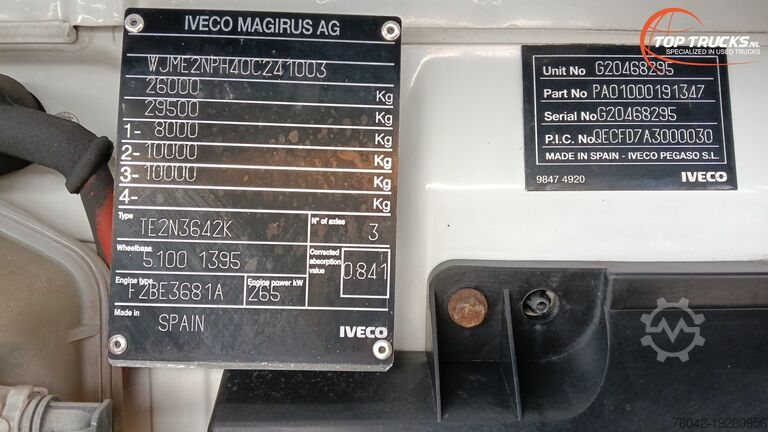 IVECO MAGIRUS AG
WJME2NPH40C241003
26000 Kg
29500 Kg
1- 8000 Kg
2- 10000 Kg
3- 10000 Kg
4- Kg
Type TE2N3642K N° of axles 3
Wheelbase 5.100 1395 Corrected absorption value 0.841
Engine type F2BE3681A Engine power kW 265
Made in SPAIN IVECO
TOP TRUCKS.NL
SPECIALIZED IN USED TRUCKS
Unit No G20468295
Part No PA01000191347
Serial No G20468295
P.I.C. No QECFD7A3000030
MADE IN SPAIN - IVECO PEGASO S.L.
9847 4920 IVECO
76042-19280956